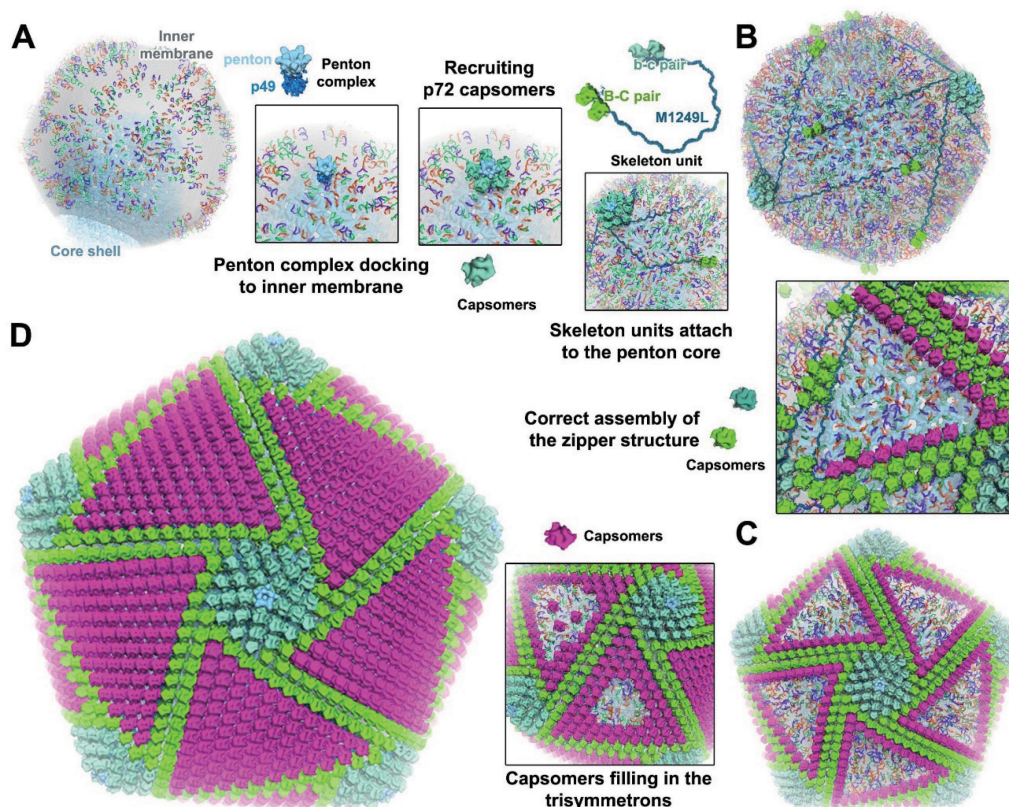 A
Inner
membrane
penton
p49
Penton
complex
Core shell
Penton complex docking
to inner membrane
Recruiting
p72 capsomers
Capsomers
b-c pair
B-C pair
M1249L
Skeleton unit
Skeleton units attach
to the penton core
B
Correct assembly of
the zipper structure
Capsomers
D
Capsomers
Capsomers filling in the
trisymmetrons
C